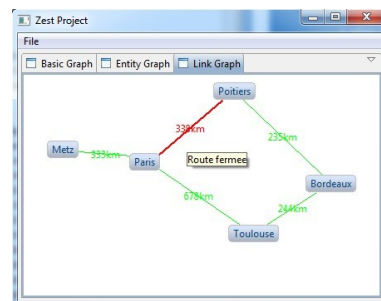 Zest Project
File
Basic Graph Entity Graph Link Graph
Poitiers
338km
235km
Metz
333km
Paris
Route fermee
Bordeaux
678km
244km
Toulouse